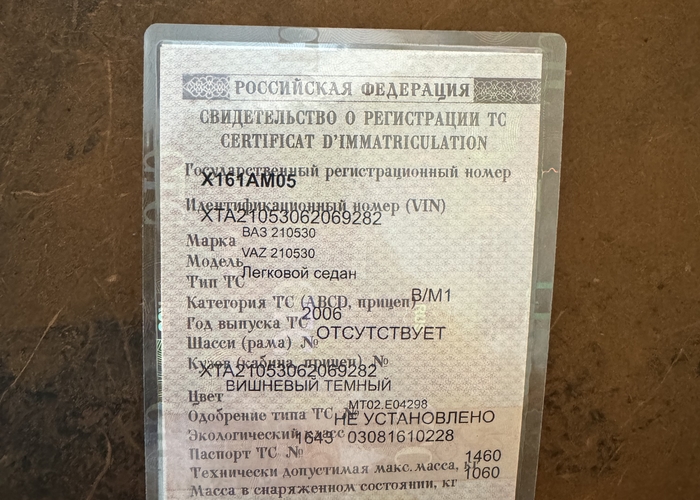 РОССИЙСКАЯ ФЕДЕРАЦИЯ
СВИДЕТЕЛЬСТВО О РЕГИСТРАЦИИ ТС
CERTIFICAT D'IMMATRICULATION
Государственный регистрационный номер
Х161АМ05
Идентификационный номер (VIN)
XTA21053062069282
ВАЗ 210530
Марка
VAZ 210530
Модель
Легковой седан
Тип ТС
Категория ТС (ABCD, прицеп) B/M1
2006
Год выпуска ТС
ОТСУТСТВУЕТ
Шасси (рама) №
Кузов (кабина, прицеп) №
XTA21053062069282
ВИШНЕВЫЙ ТЕМНЫЙ
Цвет
МТ02.Е04298
Одобрение типа ТС №
НЕ УСТАНОВЛЕНО
Экологический класс
1645 03081610228
Паспорт ТС №
1460
Технически допустимая макс. масса, кг
1060
Масса в снаряженном состоянии, кг